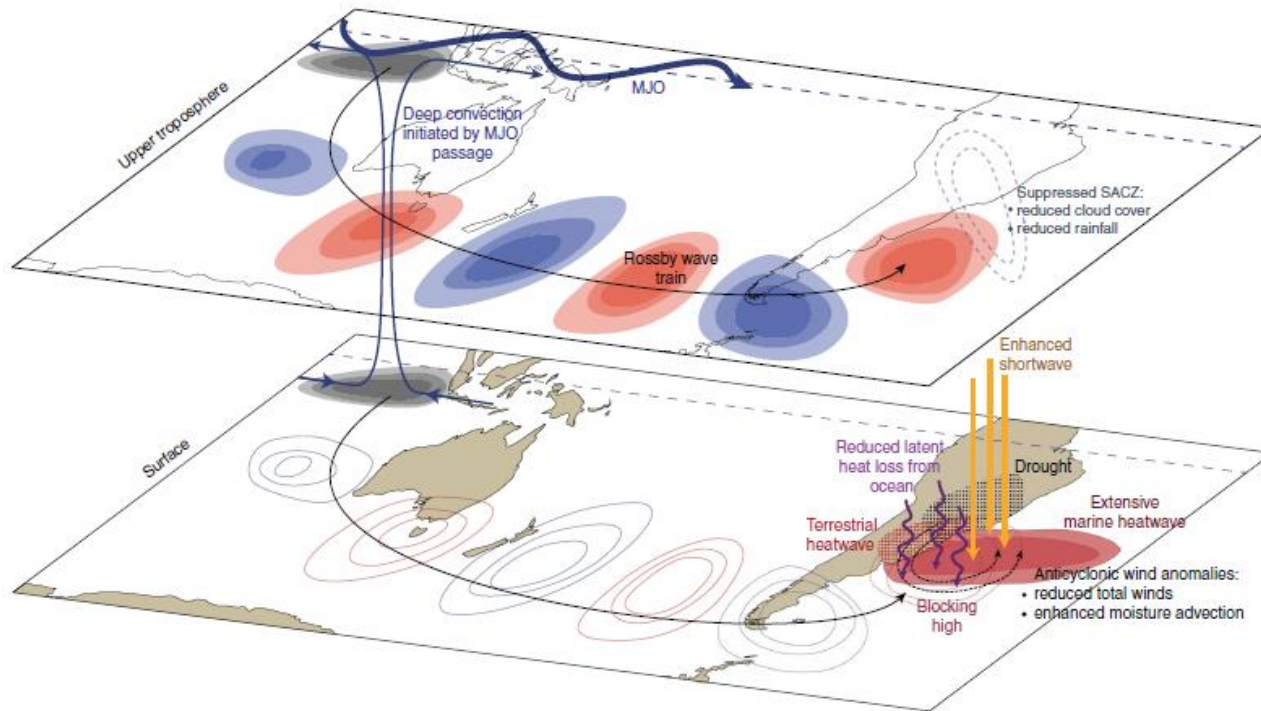 Upper troposphere
MJO
Deep convection
initiated by MJO
passage
Suppressed SACZ:
• reduced cloud cover
• reduced rainfall
Rossby wave
train
Surface
Enhanced
shortwave
Reduced latent
heat loss from
ocean
Drought
Terrestrial
heatwave
Extensive
marine heatwave
Anticyclonic wind anomalies:
• reduced total winds
• enhanced moisture advection
Blocking
high